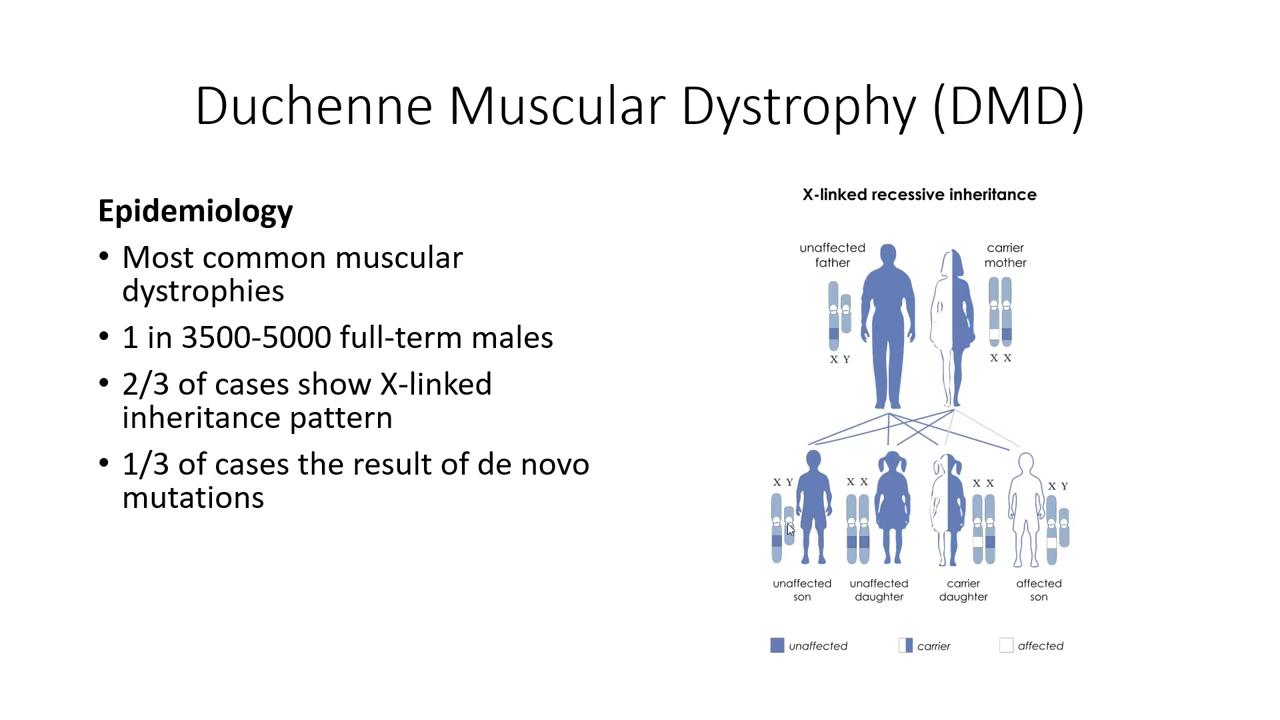 Duchenne Muscular Dystrophy (DMD)
Epidemiology
• Most common muscular
dystrophies
• 1 in 3500-5000 full-term males
• 2/3 of cases show X-linked
inheritance pattern
• 1/3 of cases the result of de novo
mutations
X-linked recessive inheritance
unaffected
father
carrier
mother
X Y
X X
X Y
X X
X X
X Y
unaffected
son
unaffected
daughter
carrier
daughter
affected
son
unaffected
carrier
affected